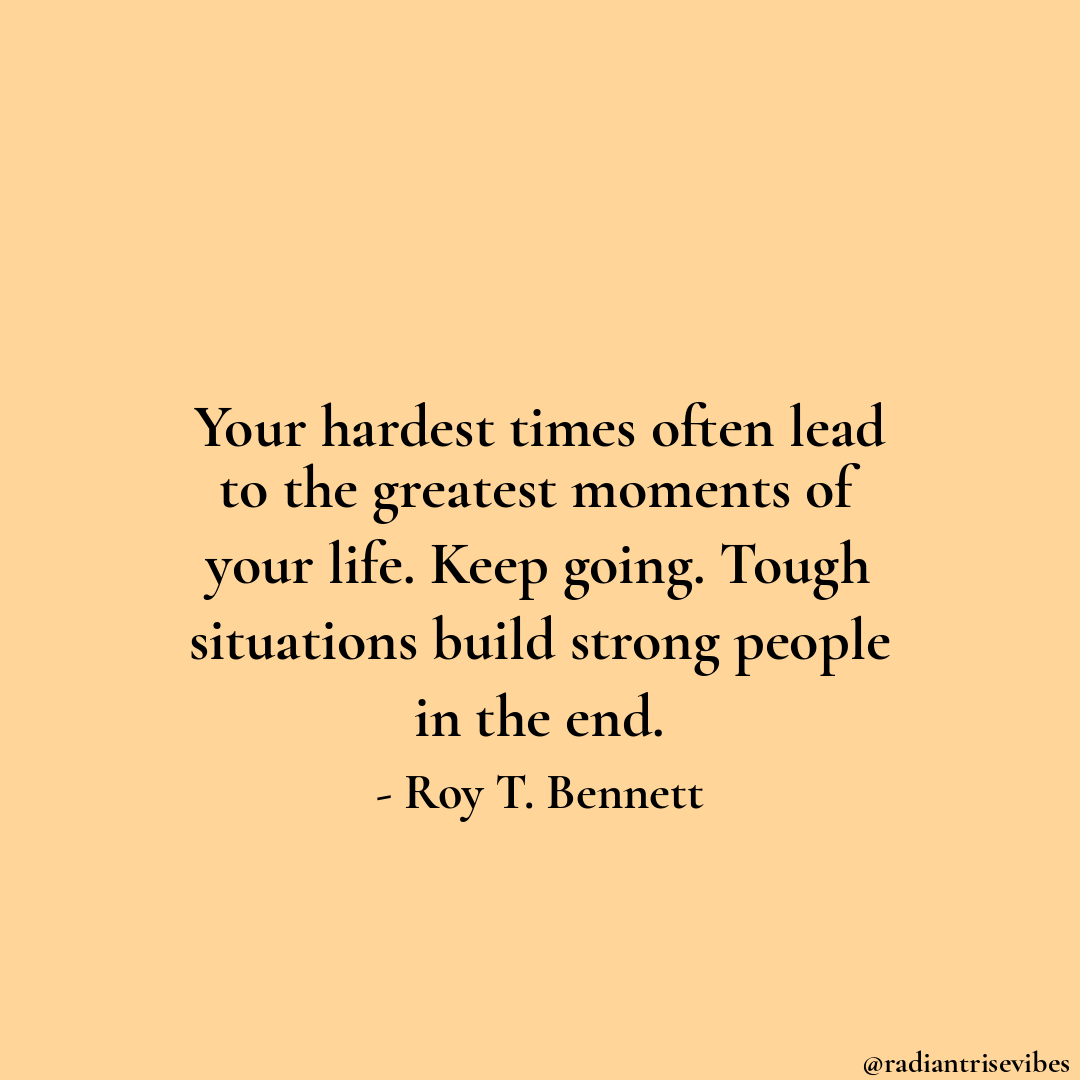 Your hardest times often lead
to the greatest moments of
your life. Keep going. Tough
situations build strong people
in the end.
- Roy T. Bennett
@radiantrisevibes